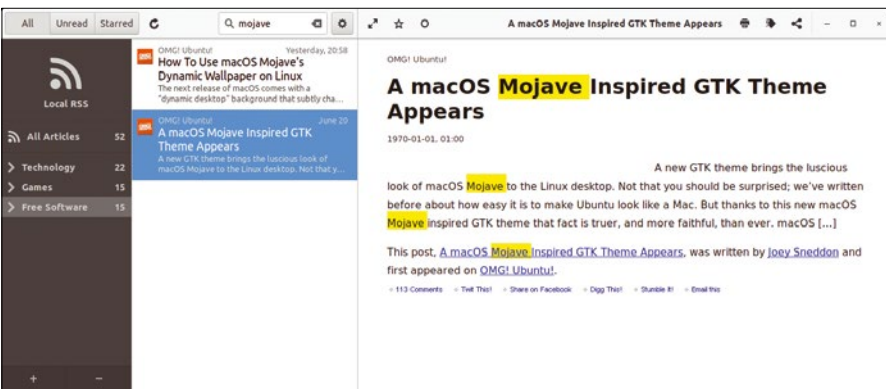 All Unread Starred mojave A macOS Mojave Inspired GTK Theme Appears
Local RSS
All Articles 52
Technology 22
Games 15
Free Software 15
OMG! Ubuntu! Yesterday, 20:58
How To Use macOS Mojave's
Dynamic Wallpaper on Linux
The next release of macOS comes with a
"dynamic desktop" background that subtly cha...
OMG! Ubuntu! June 20
A macOS Mojave Inspired GTK
Theme Appears
A new GTK theme brings the luscious look of
macOS Mojave to the Linux desktop. Not that y...
OMG! Ubuntu!
A macOS Mojave Inspired GTK Theme
Appears
1970-01-01, 01:00
A new GTK theme brings the luscious
look of macOS Mojave to the Linux desktop. Not that you should be surprised; we've written
before about how easy it is to make Ubuntu look like a Mac. But thanks to this new macOS
Mojave inspired GTK theme that fact is truer, and more faithful, than ever. macOS [...]
This post, A macOS Mojave Inspired GTK Theme Appears, was written by Joey Sneddon and
first appeared on OMG! Ubuntu!.
113 Comments Twit This! Share on Facebook Digg This! Stumble It! Email this